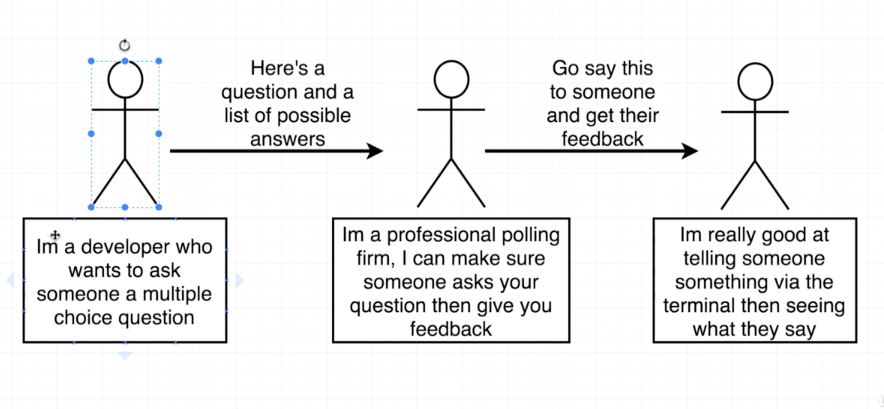 Here's a
question and a
list of possible
answers
Go say this
to someone
and get their
feedback
Im a developer who
wants to ask
someone a multiple
choice question
Im a professional polling
firm, I can make sure
someone asks your
question then give you
feedback
Im really good at
telling someone
something via the
terminal then seeing
what they say